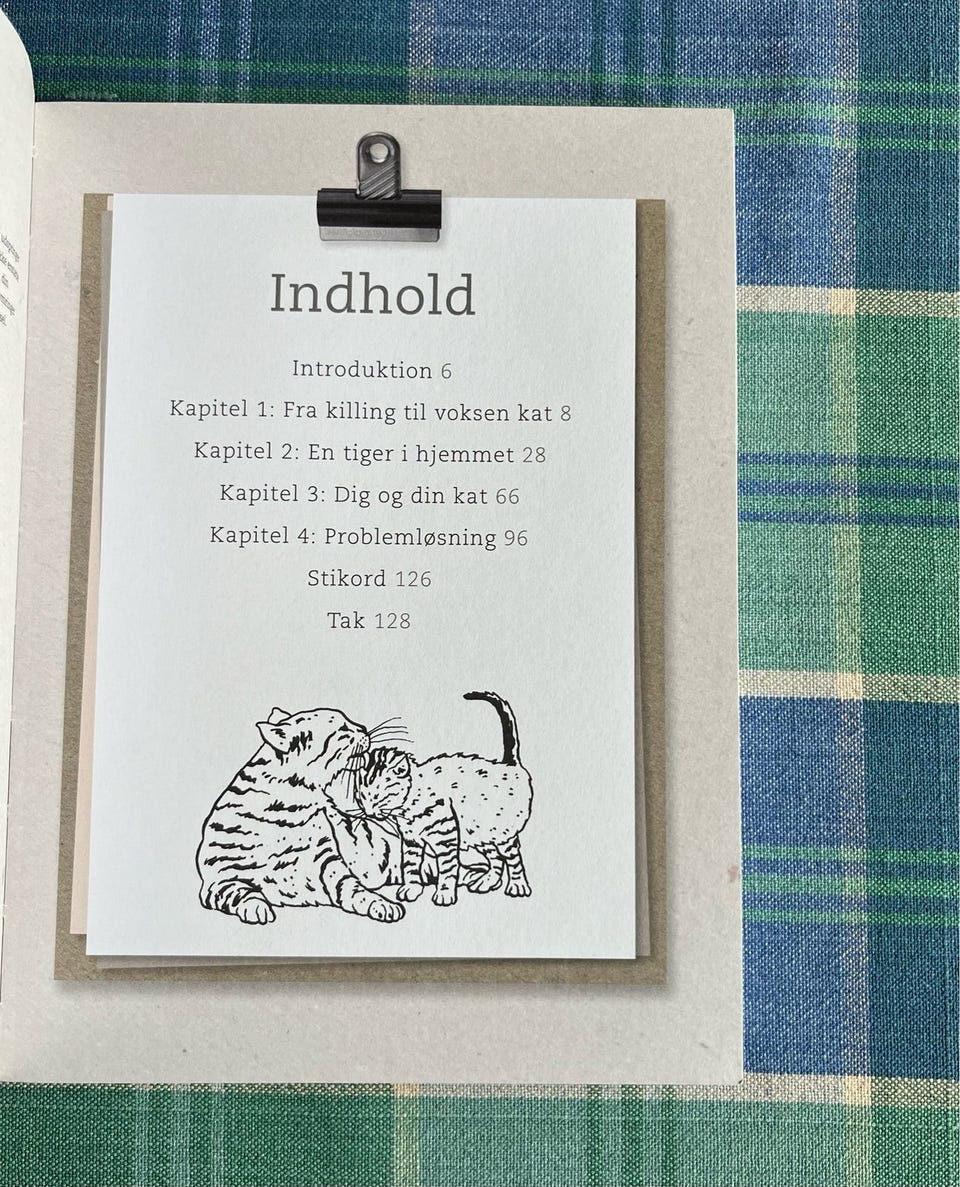 Indhold
Introduktion 6
Kapitel 1: Fra killing til voksen kat 8
Kapitel 2: En tiger i hjemmet 28
Kapitel 3: Dig og din kat 66
Kapitel 4: Problemløsning 96
Stikord 126
Tak 128